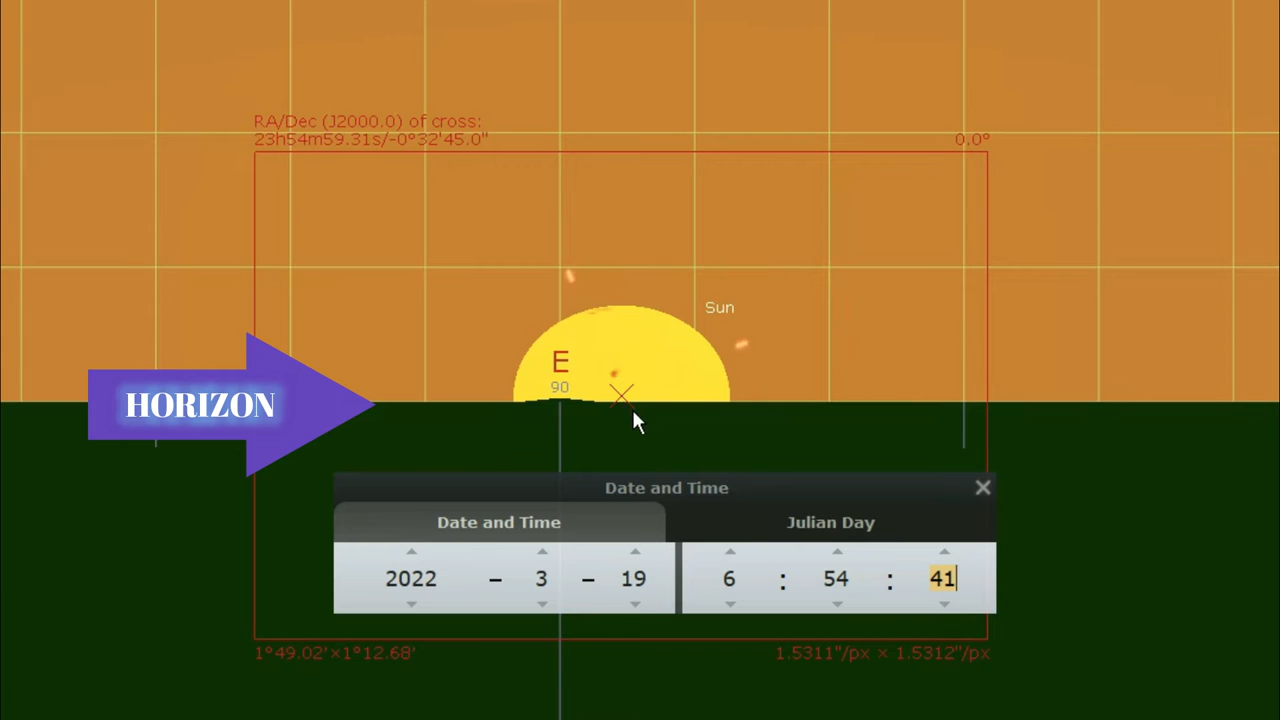 RA/Dec (J2000.0) of cross:
23h54m59.31s/-0°32'45.0"
0.0°
Sun
E
90
HORIZON
Date and Time
Date and Time
Julian Day
2022 - 3 - 19
6 : 54 : 41
1°49.02'×1°12.68'
1.5311"/px × 1.5312"/px